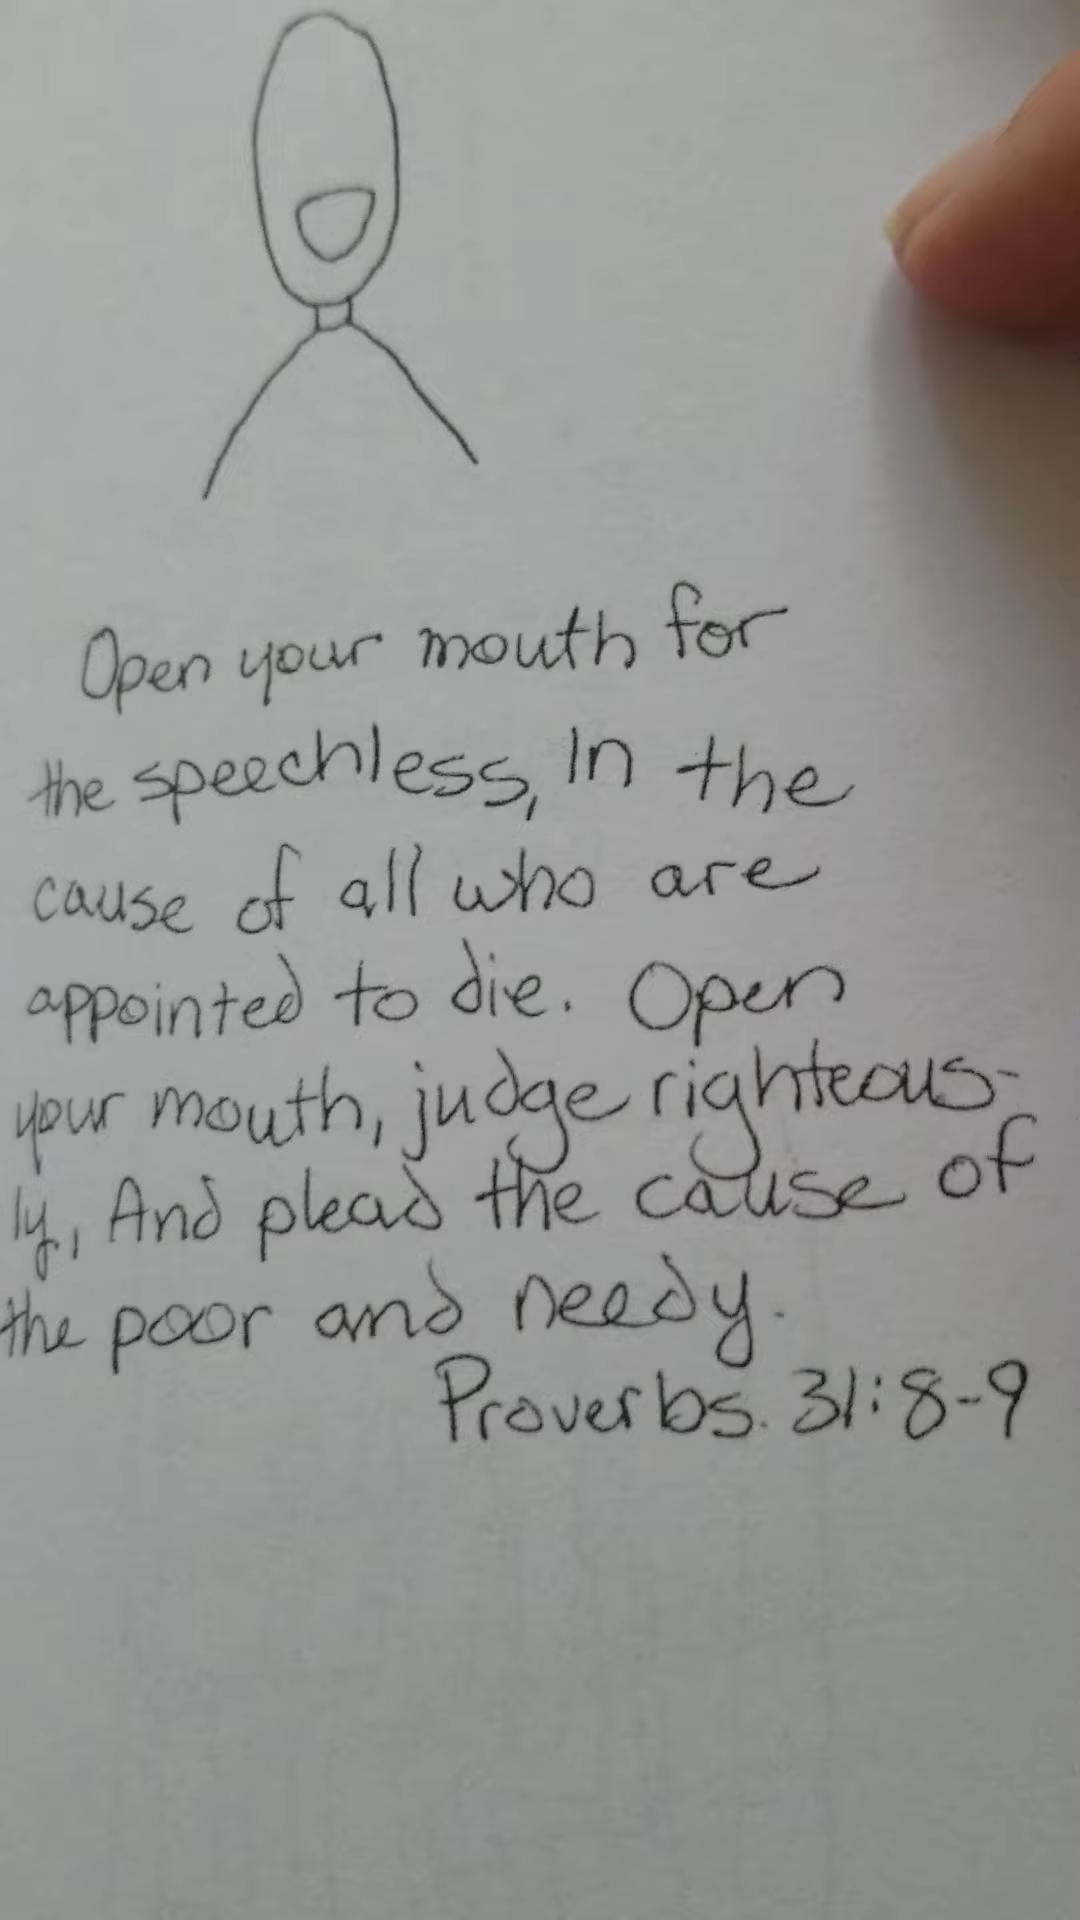 Open your mouth for
the speechless, In the
cause of all who are
appointed to die. Open
your mouth, judge righteous-
ly, And plead the cause of
the poor and needy.
Proverbs. 31:8-9